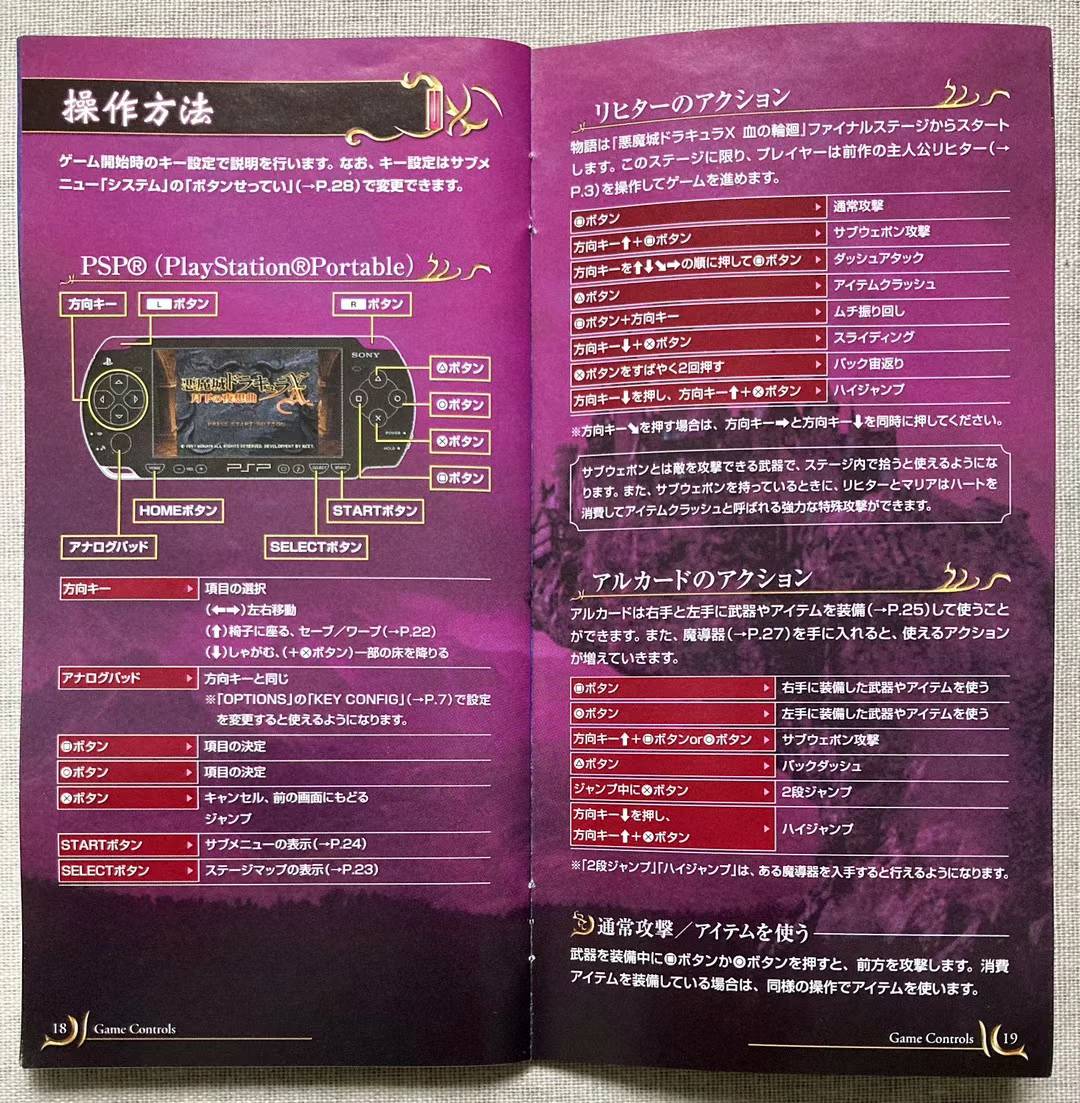 操作方法
ゲーム開始時のキー設定で説明を行います。なお、キー設定はサブメ
ニュー「システム」の「ボタンせってい」(→P.28)で変更できます。
PSP®(PlayStation®Portable)
方向キー
L ボタン
R ボタン
SONY
悪魔城ドラキュラX
月下の夜想曲
PRESS START BUTTON
POWER
HOLD
HOME
VOL
PSP
SELECT
START
△ボタン
○ボタン
×ボタン
□ボタン
HOMEボタン
STARTボタン
アナログパッド
SELECTボタン
方向キー 項目の選択
(⬅➡)左右移動
(⬆)椅子に座る、セーブ／ワープ(→P.22)
(⬇)しゃがむ、(+×ボタン)一部の床を降りる
アナログパッド 方向キーと同じ
※「OPTIONS」の「KEY CONFIG」(→P.7)で設定
を変更すると使えるようになります。
□ボタン 項目の決定
○ボタン 項目の決定
×ボタン キャンセル、前の画面にもどる
ジャンプ
STARTボタン サブメニューの表示(→P.24)
SELECTボタン ステージマップの表示(→P.23)
18 Game Controls
リヒターのアクション
物語は「悪魔城ドラキュラX 血の輪廻」ファイナルステージからスタート
します。このステージに限り、プレイヤーは前作の主人公リヒター(→
P.3)を操作してゲームを進めます。
□ボタン 通常攻撃
方向キー⬆+□ボタン サブウェポン攻撃
方向キーを⬆⬇⬊➡の順に押して□ボタン ダッシュアタック
△ボタン アイテムクラッシュ
□ボタン+方向キー ムチ振り回し
方向キー⬇+×ボタン スライディング
×ボタンをすばやく2回押す バック宙返り
方向キー⬇を押し、方向キー⬆+×ボタン ハイジャンプ
※方向キー⬊を押す場合は、方向キー➡と方向キー⬇を同時に押してください。
サブウェポンとは敵を攻撃できる武器で、ステージ内で拾うと使えるようにな
ります。また、サブウェポンを持っているときに、リヒターとマリアはハートを
消費してアイテムクラッシュと呼ばれる強力な特殊攻撃ができます。
アルカードのアクション
アルカードは右手と左手に武器やアイテムを装備(→P.25)して使うこと
ができます。また、魔導器(→P.27)を手に入れると、使えるアクション
が増えていきます。
□ボタン 右手に装備した武器やアイテムを使う
○ボタン 左手に装備した武器やアイテムを使う
方向キー⬆+□ボタンor○ボタン サブウェポン攻撃
△ボタン バックダッシュ
ジャンプ中に×ボタン 2段ジャンプ
方向キー⬇を押し、
方向キー⬆+×ボタン ハイジャンプ
※「2段ジャンプ」「ハイジャンプ」は、ある魔導器を入手すると行えるようになります。
通常攻撃／アイテムを使う
武器を装備中に□ボタンか○ボタンを押すと、前方を攻撃します。消費
アイテムを装備している場合は、同様の操作でアイテムを使います。
Game Controls 19